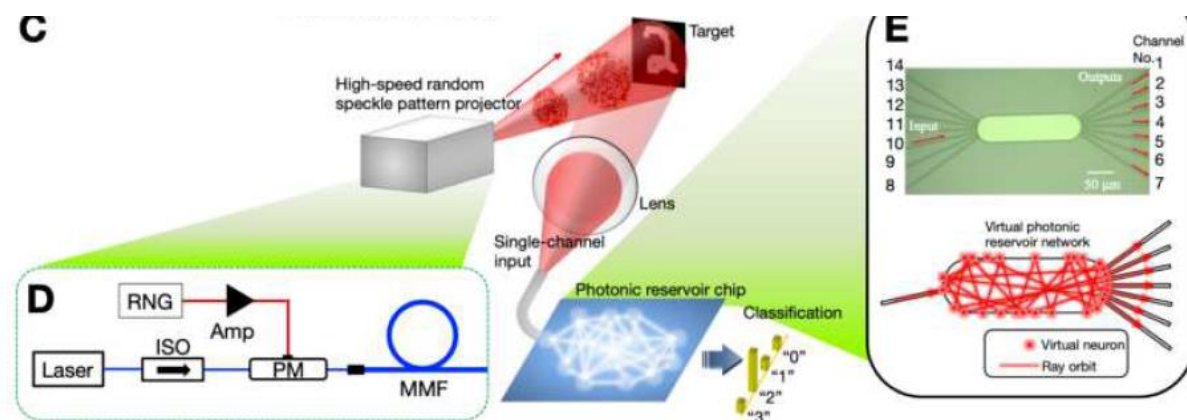 C
Target
High-speed random
speckle pattern projector
Lens
Single-channel
input
Photonic reservoir chip
Classification
"0"
"1"
"2"
"3"
D
RNG
Amp
Laser
ISO
PM
MMF
E
Channel
No.
14
13
12
11
10
9
8
Input
Outputs
1
2
3
4
5
6
7
50 μm
Virtual photonic
reservoir network
Virtual neuron
Ray orbit